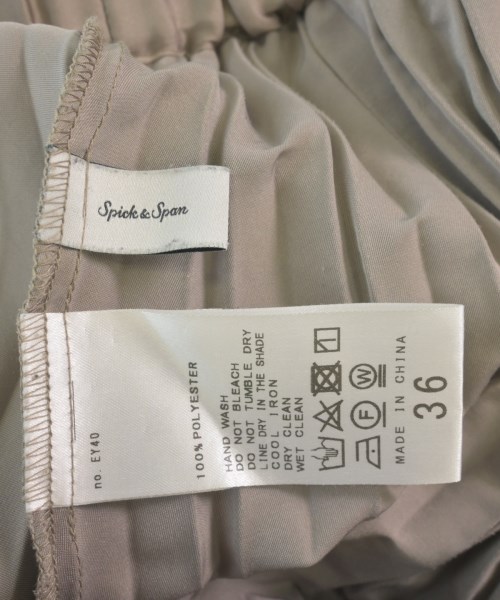 Spick & Span
no. EY40
100% POLYESTER
HAND WASH
DO NOT BLEACH
DO NOT TUMBLE DRY
LINE DRY IN THE SHADE
COOL IRON
DRY CLEAN
WET CLEAN
F W
MADE IN CHINA
36